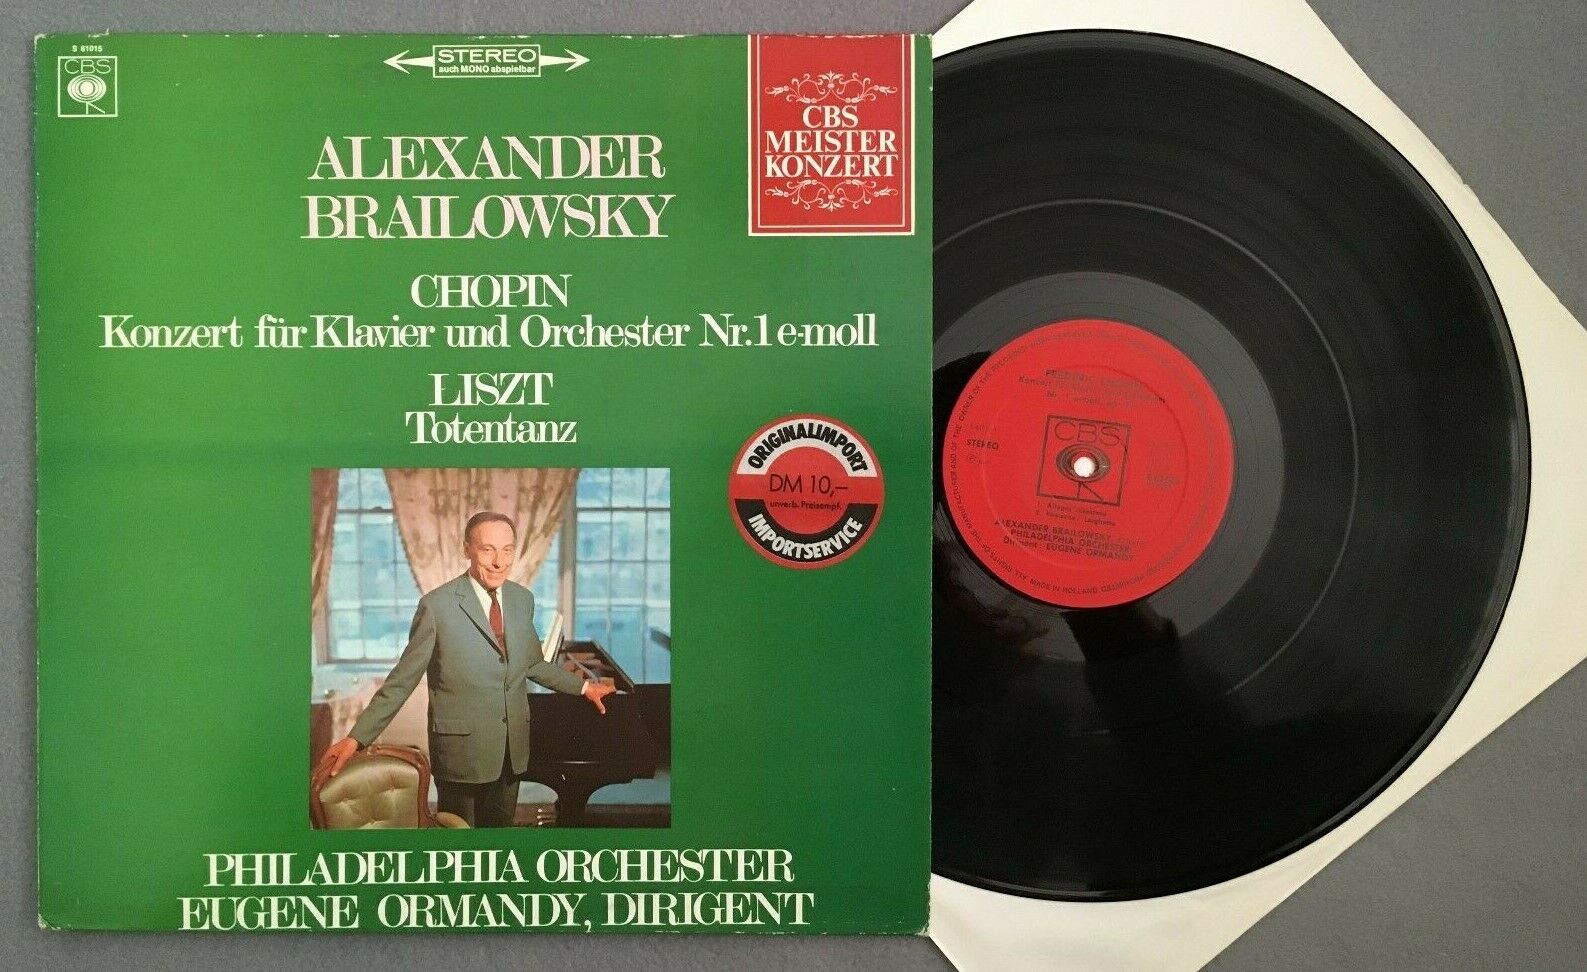 S 61015
CBS
STEREO
auch MONO abspielbar
CBS
MEISTER
KONZERT
ALEXANDER
BRAILOWSKY
CHOPIN
Konzert für Klavier und Orchester Nr.1 e-moll
LISZT
Totentanz
ORIGINALIMPORT
DM 10,–
unverb. Preisempf.
IMPORTSERVICE
PHILADELPHIA ORCHESTER
EUGENE ORMANDY, DIRIGENT
STEREO
CBS
ALEXANDER BRAILOWSKY
PHILADELPHIA ORCHESTER
Dirigent: EUGENE ORMANDY
MADE IN HOLLAND